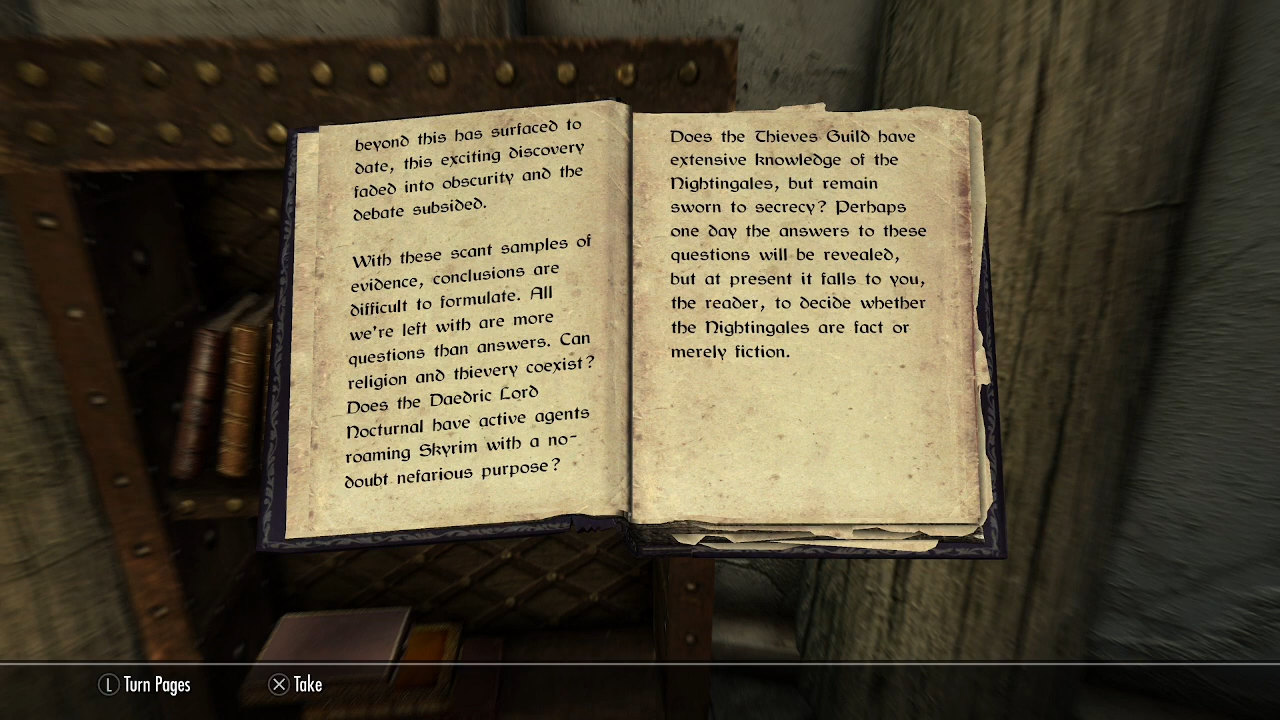 beyond this has surfaced to
date, this exciting discovery
faded into obscurity and the
debate subsided.
With these scant samples of
evidence, conclusions are
difficult to formulate. All
we're left with are more
questions than answers. Can
religion and thievery coexist?
Does the Daedric Lord
Nocturnal have active agents
roaming Skyrim with a no-
doubt nefarious purpose?
Does the Thieves Guild have
extensive knowledge of the
Nightingales, but remain
sworn to secrecy? Perhaps
one day the answers to these
questions will be revealed,
but at present it falls to you,
the reader, to decide whether
the Nightingales are fact or
merely fiction.
L Turn Pages
X Take